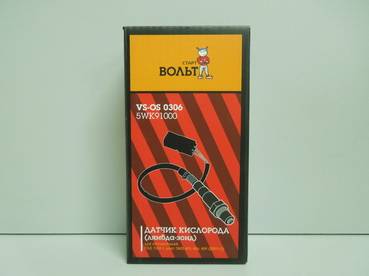 СТАРТ
ВОЛЬТ
VS-OS 0306
5WK91000
ДАТЧИК КИСЛОРОДА
(лямбда-зонд)